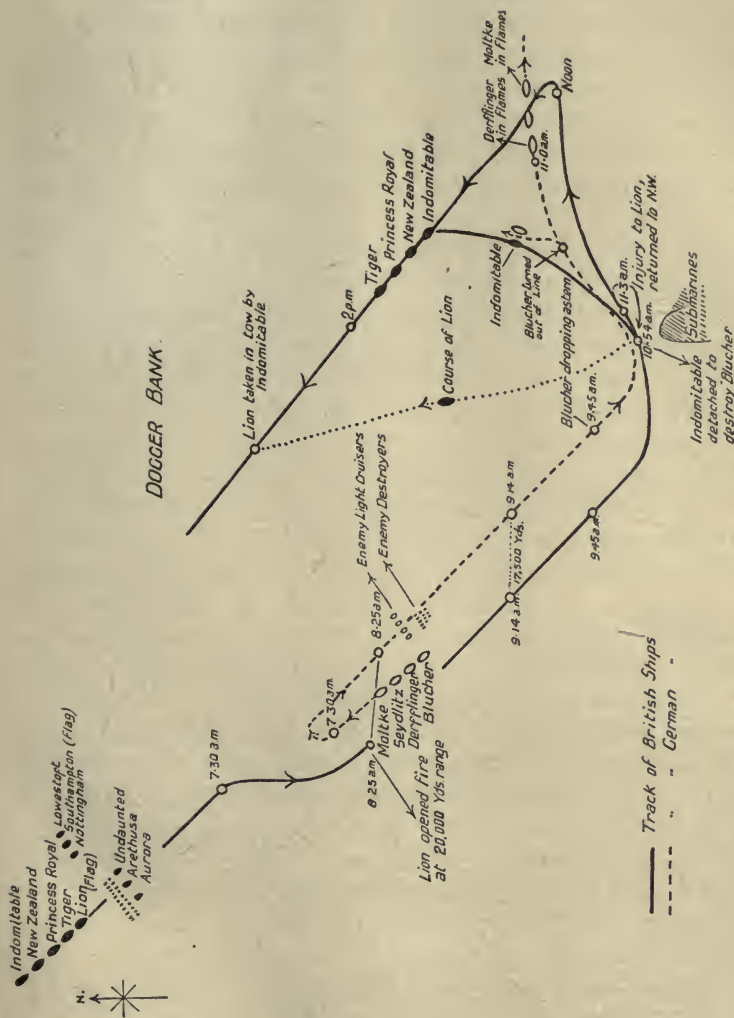 DOGGER BANK.
N.
Indomitable
New Zealand
Princess Royal
Tiger
Lion (Flag)
Lowestoft
Southampton (Flag)
Nottingham
Undaunted
Arethusa
Aurora
7·30 a.m
7 30 a.m.
Moltke
Seydlitz
Derfflinger
Blucher
8 25 a.m
8·25 a.m
Lion opened fire
at 20,000 Yds. range
Enemy Light Cruisers
Enemy Destroyers
9·14 a.m.
17,500 Yds.
9 14 a.m
9.45 a.m.
9.45 a.m.
Blucher dropping astern
Lion taken in tow by
Indomitable
2 p.m
Course of Lion
Tiger
Princess Royal
New Zealand
Indomitable
Indomitable
Blucher turned
out of Line
Derfflinger
in Flames
Moltke
in Flames
11·0 a.m.
Noon
11·3 a.m.
10·54 a.m.
Injury to Lion,
returned to N.W.
Submarines
Indomitable
detached to
destroy Blucher
Track of British Ships
" " German "